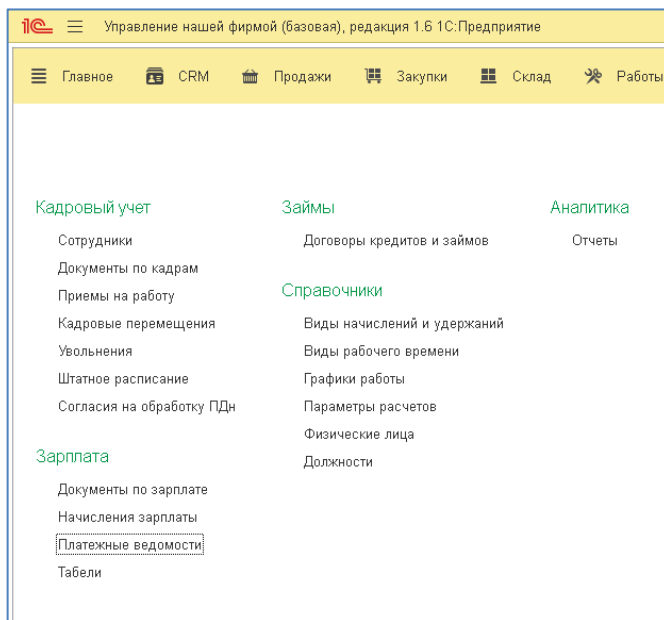 1С Управление нашей фирмой (базовая), редакция 1.6 1С:Предприятие
Главное CRM Продажи Закупки Склад Работы
Кадровый учет
Сотрудники
Документы по кадрам
Приемы на работу
Кадровые перемещения
Увольнения
Штатное расписание
Согласия на обработку ПДн
Зарплата
Документы по зарплате
Начисления зарплаты
Платежные ведомости
Табели
Займы
Договоры кредитов и займов
Справочники
Виды начислений и удержаний
Виды рабочего времени
Графики работы
Параметры расчетов
Физические лица
Должности
Аналитика
Отчеты